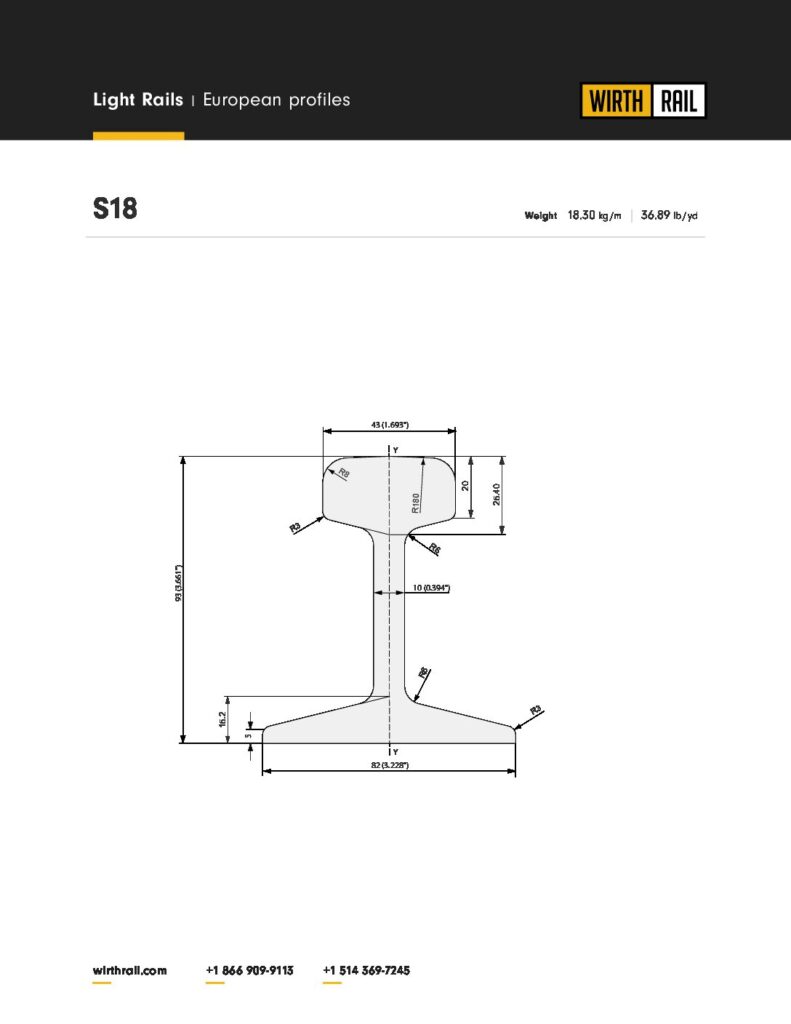 Light Rails | European profiles
WIRTH RAIL
S18
Weight 18.30 kg/m | 36.89 lb/yd
43 (1.693")
Y
R8
R180
20
26.40
R3
R6
93 (3.661")
10 (0.394")
R8
16.2
5
R3
Y
82 (3.228")
wirthrail.com +1 866 909-9113 +1 514 369-7245